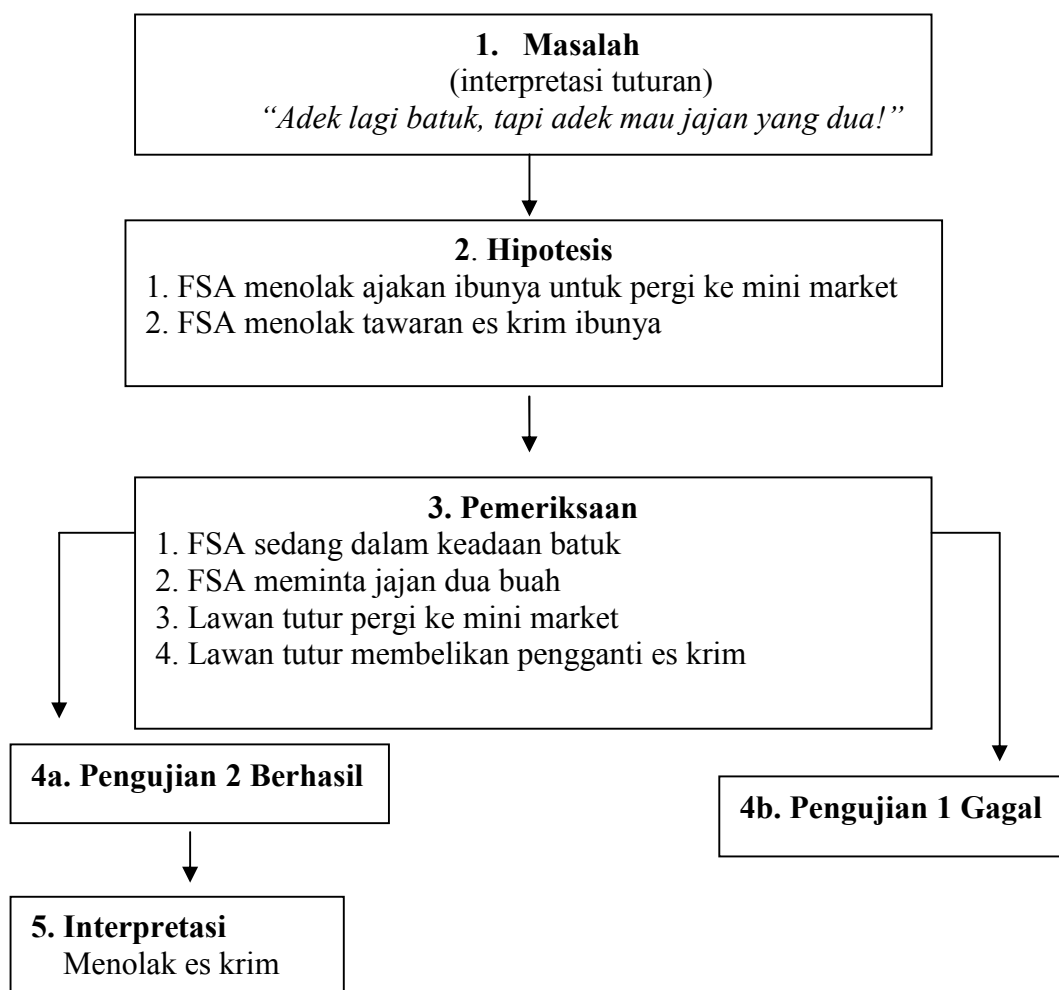 1. Masalah
(interpretasi tuturan)
“Adek lagi batuk, tapi adek mau jajan yang dua!”
2. Hipotesis
1. FSA menolak ajakan ibunya untuk pergi ke mini market
2. FSA menolak tawaran es krim ibunya
3. Pemeriksaan
1. FSA sedang dalam keadaan batuk
2. FSA meminta jajan dua buah
3. Lawan tutur pergi ke mini market
4. Lawan tutur membelikan pengganti es krim
4a. Pengujian 2 Berhasil
4b. Pengujian 1 Gagal
5. Interpretasi
Menolak es krim